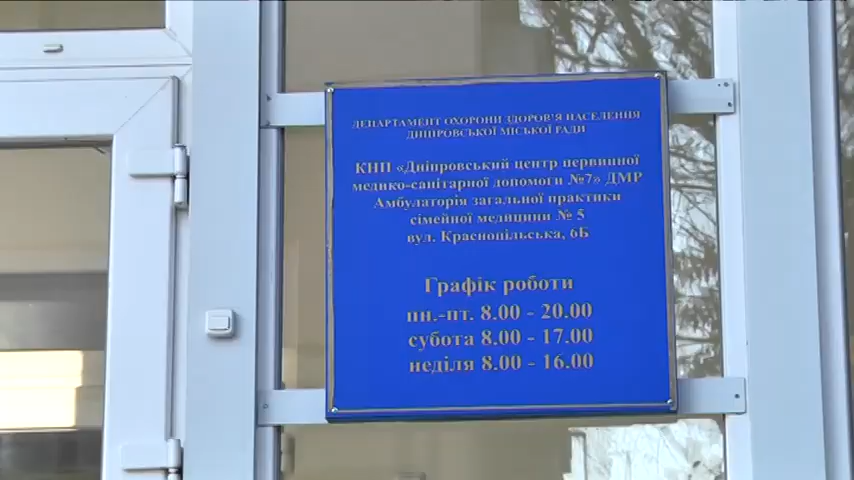 ДЕПАРТАМЕНТ ОХОРОНИ ЗДОРОВ'Я НАСЕЛЕННЯ
ДНІПРОВСЬКОЇ МІСЬКОЇ РАДИ
КНП «Дніпровський центр первинної
медико-санітарної допомоги №7» ДМР
Амбулаторія загальної практики
сімейної медицини № 5
вул. Краснопільська, 6Б
Графік роботи
пн.-пт. 8.00 - 20.00
субота 8.00 - 17.00
неділя 8.00 - 16.00